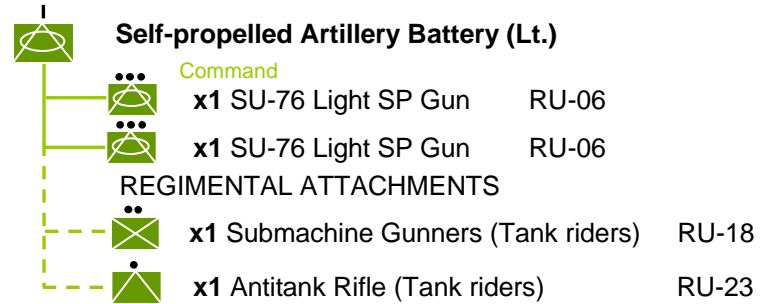 Self-propelled Artillery Battery (Lt.)
Command
x1 SU-76 Light SP Gun RU-06
x1 SU-76 Light SP Gun RU-06
REGIMENTAL ATTACHMENTS
x1 Submachine Gunners (Tank riders) RU-18
x1 Antitank Rifle (Tank riders) RU-23